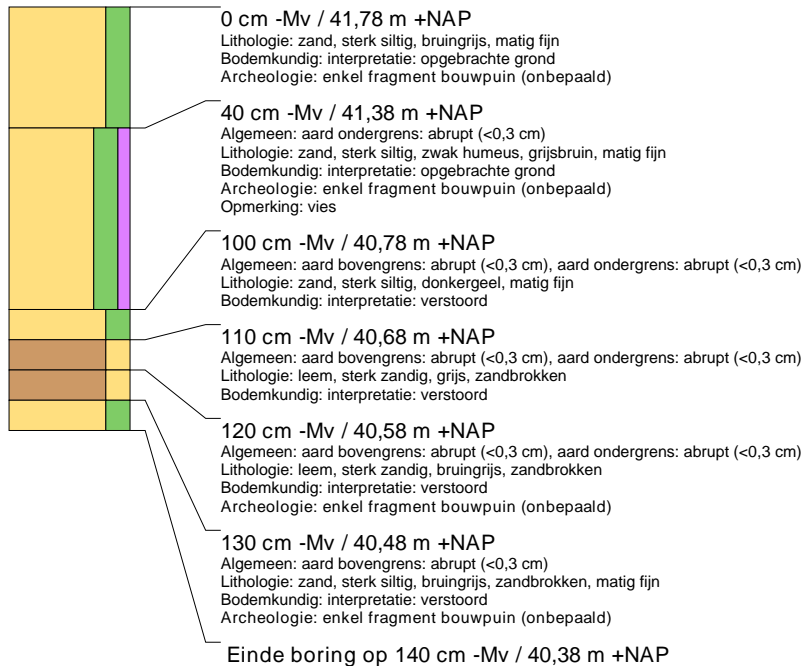 0 cm -Mv / 41,78 m +NAP
Lithologie: zand, sterk siltig, bruingrijs, matig fijn
Bodemkundig: interpretatie: opgebrachte grond
Archeologie: enkel fragment bouwpuin (onbepaald)
40 cm -Mv / 41,38 m +NAP
Algemeen: aard ondergrens: abrupt (<0,3 cm)
Lithologie: zand, sterk siltig, zwak humeus, grijsbruin, matig fijn
Bodemkundig: interpretatie: opgebrachte grond
Archeologie: enkel fragment bouwpuin (onbepaald)
Opmerking: vies
100 cm -Mv / 40,78 m +NAP
Algemeen: aard bovengrens: abrupt (<0,3 cm), aard ondergrens: abrupt (<0,3 cm)
Lithologie: zand, sterk siltig, donkergeel, matig fijn
Bodemkundig: interpretatie: verstoord
110 cm -Mv / 40,68 m +NAP
Algemeen: aard bovengrens: abrupt (<0,3 cm), aard ondergrens: abrupt (<0,3 cm)
Lithologie: leem, sterk zandig, grijs, zandbrokken
Bodemkundig: interpretatie: verstoord
120 cm -Mv / 40,58 m +NAP
Algemeen: aard bovengrens: abrupt (<0,3 cm), aard ondergrens: abrupt (<0,3 cm)
Lithologie: leem, sterk zandig, bruingrijs, zandbrokken
Bodemkundig: interpretatie: verstoord
Archeologie: enkel fragment bouwpuin (onbepaald)
130 cm -Mv / 40,48 m +NAP
Algemeen: aard bovengrens: abrupt (<0,3 cm)
Lithologie: zand, sterk siltig, bruingrijs, zandbrokken, matig fijn
Bodemkundig: interpretatie: verstoord
Archeologie: enkel fragment bouwpuin (onbepaald)
Einde boring op 140 cm -Mv / 40,38 m +NAP